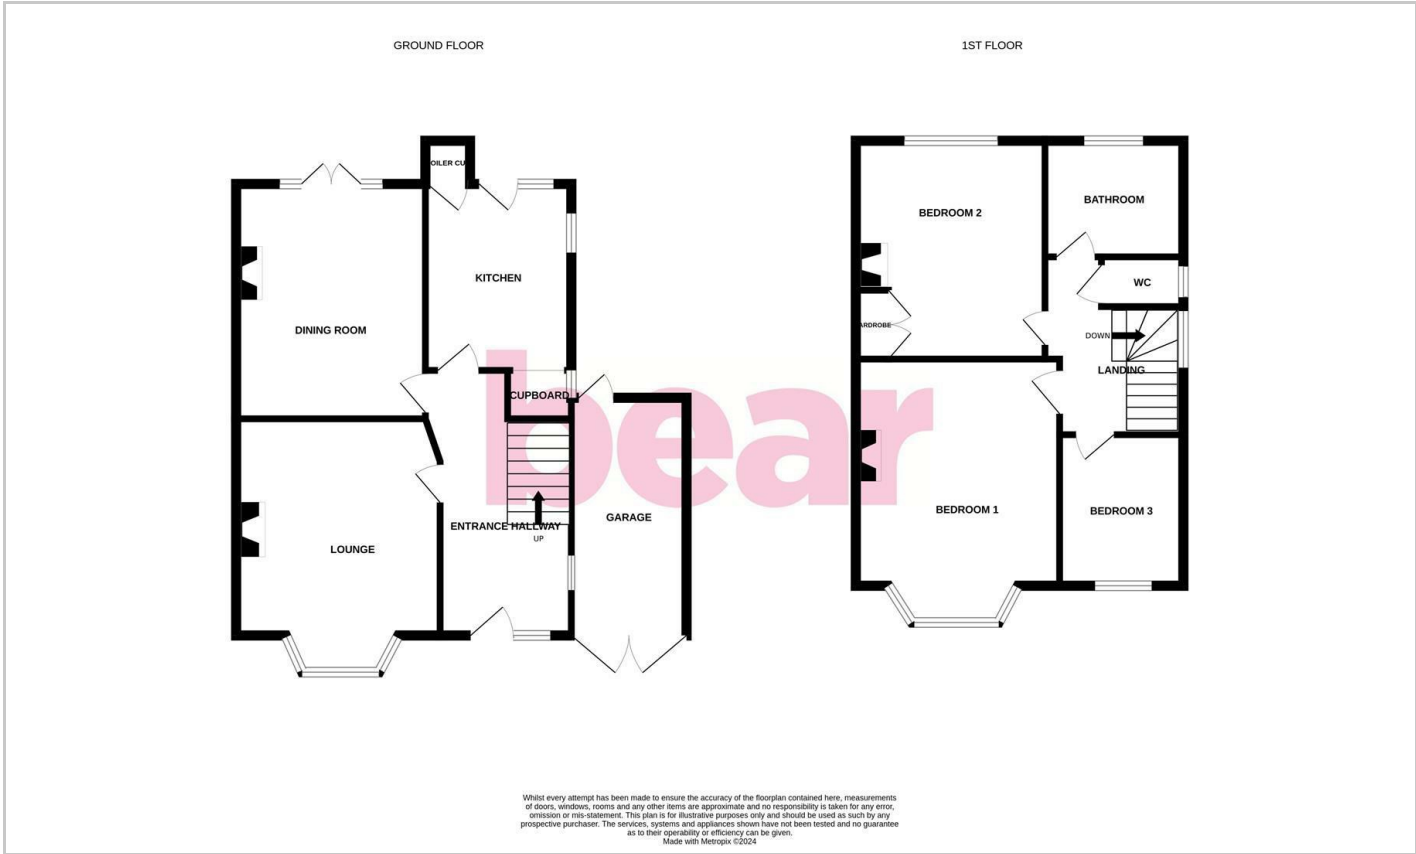 GROUND FLOOR
1ST FLOOR
OILER CU
KITCHEN
DINING ROOM
CUPBOARD
bear
ENTRANCE HALLWAY
UP
LOUNGE
GARAGE
BEDROOM 2
BATHROOM
WC
ARDROBE
DOWN
LANDING
BEDROOM 1
BEDROOM 3
Whilst every attempt has been made to ensure the accuracy of the floorplan contained here, measurements
of doors, windows, rooms and any other items are approximate and no responsibility is taken for any error,
omission or mis-statement. This plan is for illustrative purposes only and should be used as such by any
prospective purchaser. The services, systems and appliances shown have not been tested and no guarantee
as to their operability or efficiency can be given.
Made with Metropix ©2024